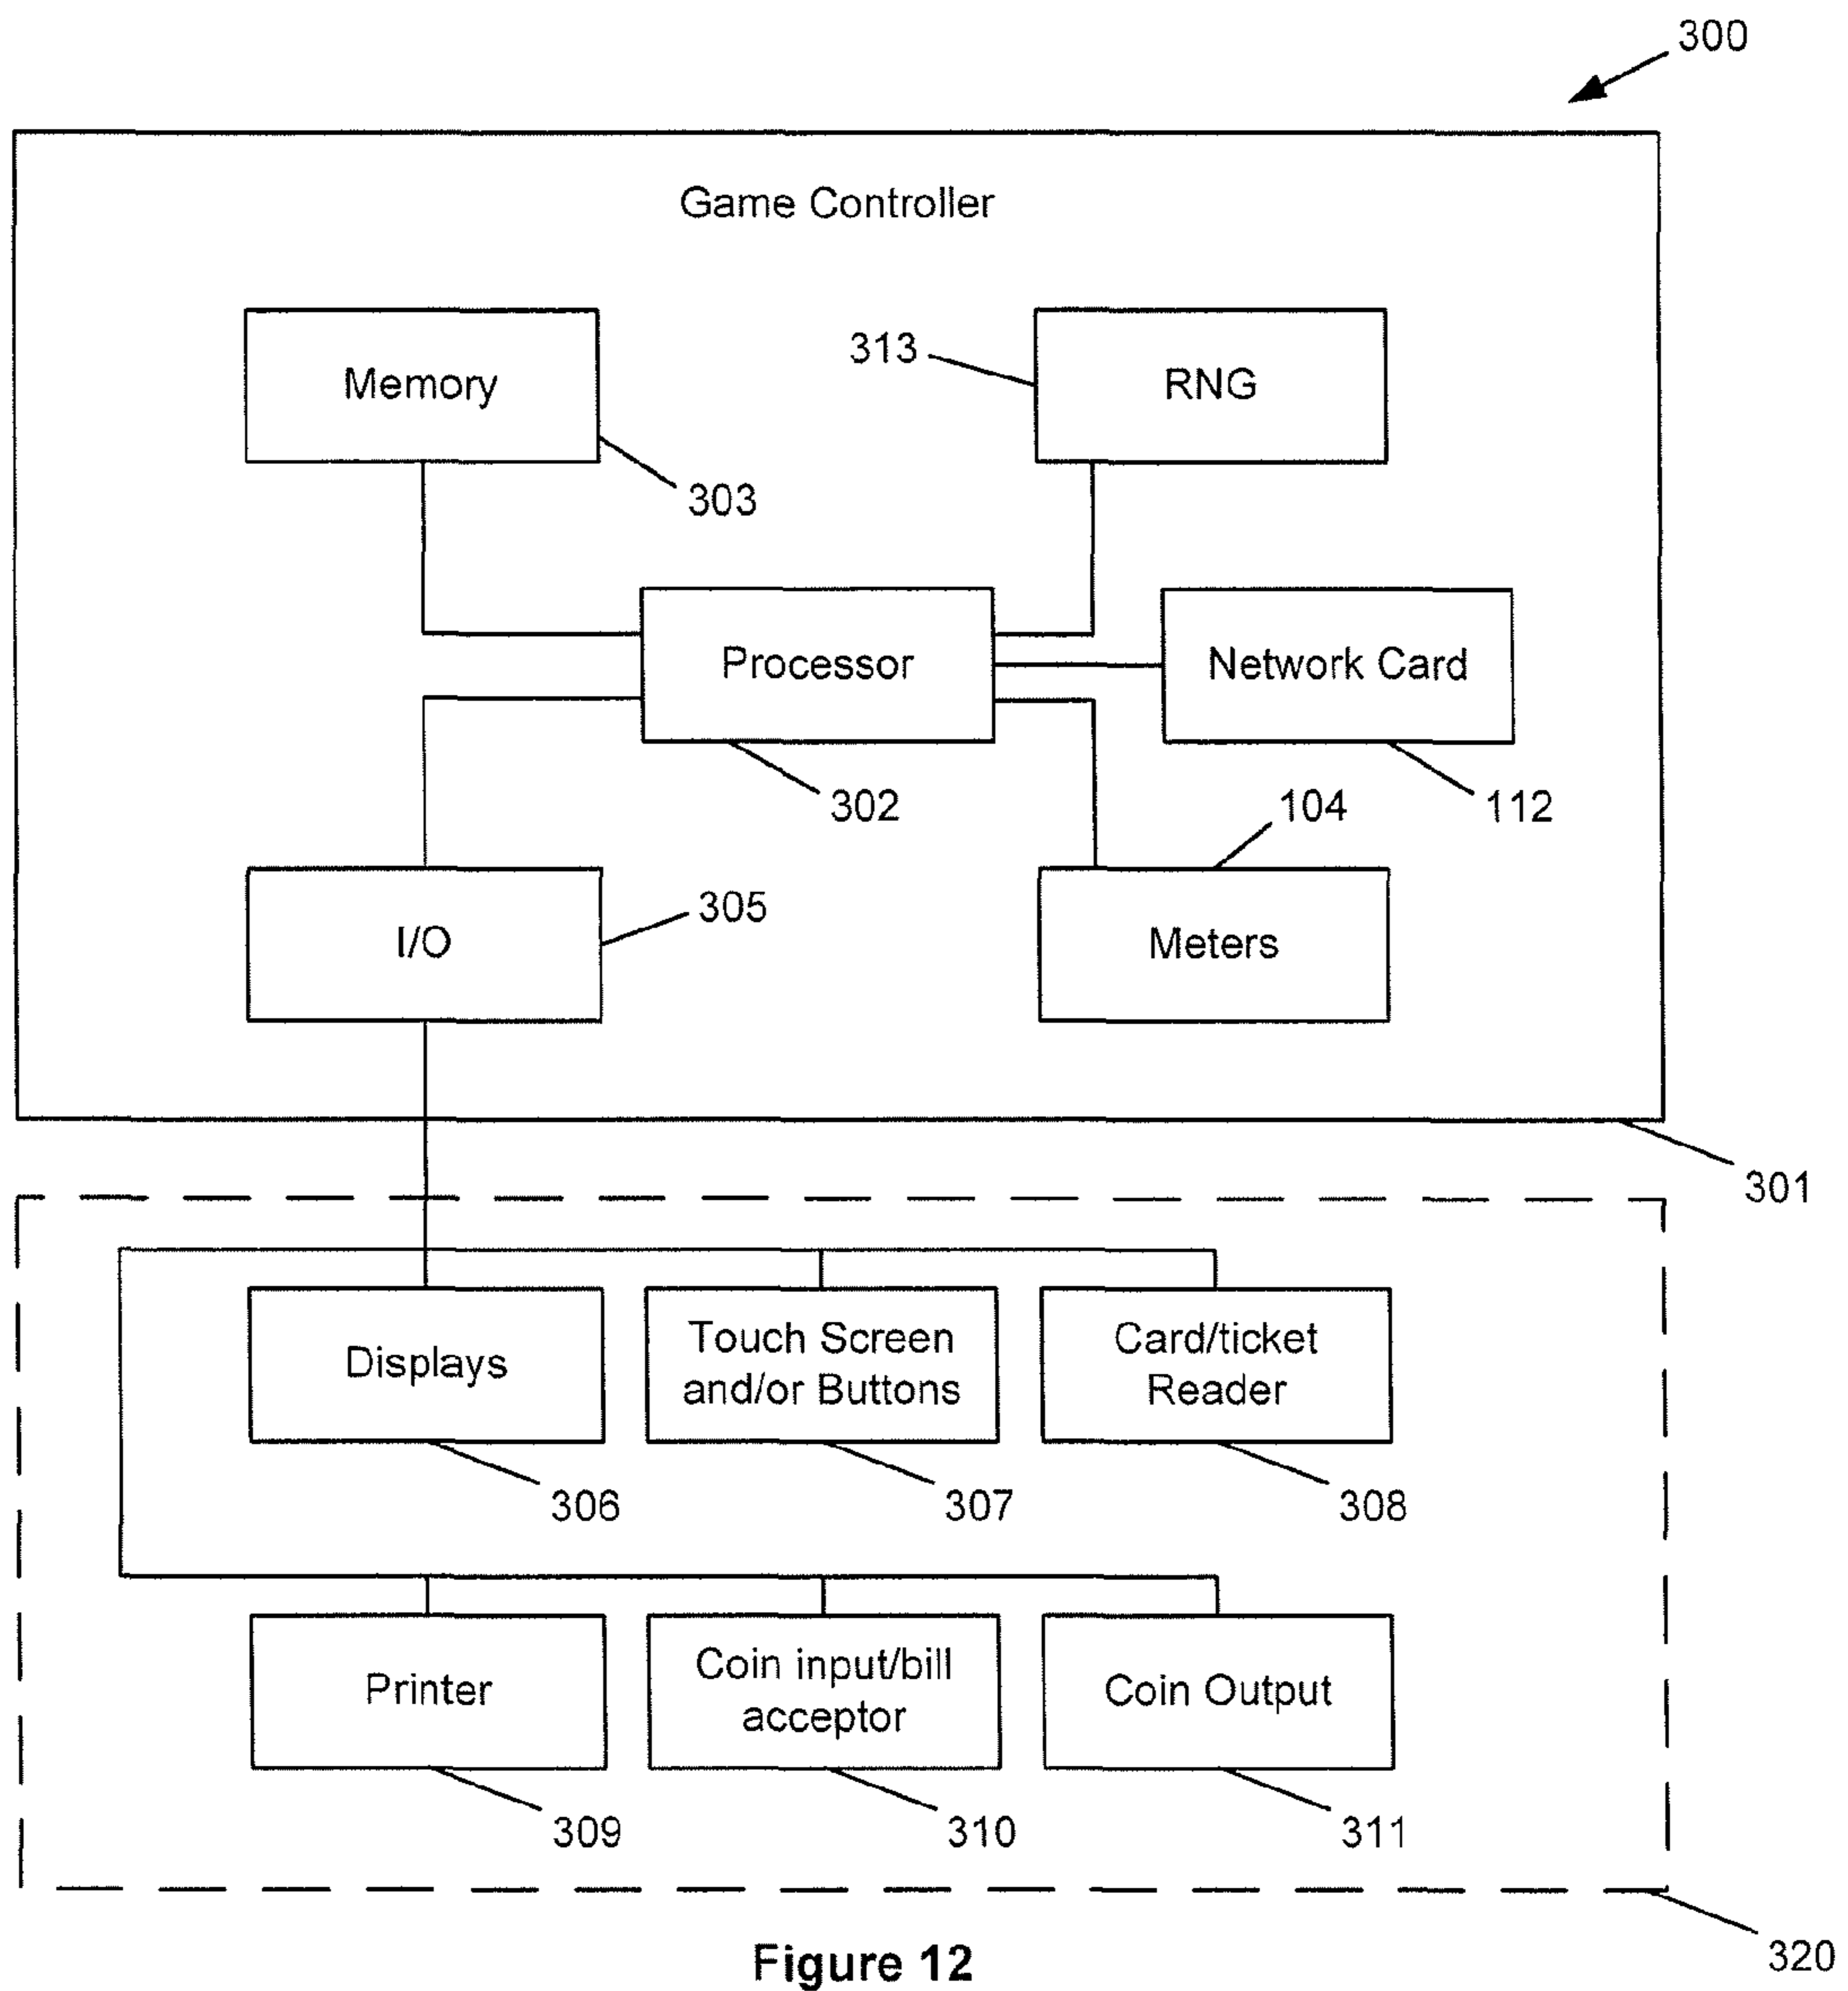 300
Game Controller
Memory
313
RNG
303
Processor
Network Card
302
104
112
I/O
305
Meters
301
Displays
Touch Screen
and/or Buttons
Card/ticket
Reader
306
307
308
Printer
Coin input/bill
acceptor
Coin Output
309
310
311
320
Figure 12